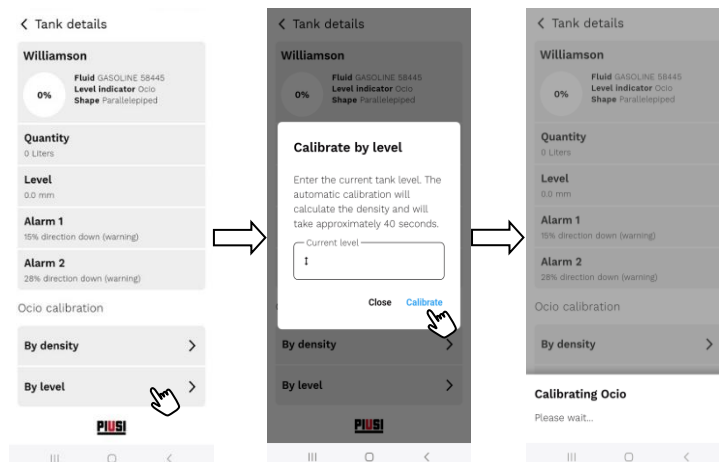 Tank details
Williamson
0%
Fluid GASOLINE 58445
Level indicator Ocio
Shape Parallelepiped
Quantity
0 Liters
Level
0.0 mm
Alarm 1
15% direction down (warning)
Alarm 2
28% direction down (warning)
Ocio calibration
By density
By level
PIUSI
Tank details
Williamson
0%
Fluid GASOLINE 58445
Level indicator Ocio
Shape Parallelepiped
Calibrate by level
Enter the current tank level. The
automatic calibration will
calculate the density and will
take approximately 40 seconds.
Current level
Close Calibrate
By density
By level
PIUSI
Tank details
Williamson
0%
Fluid GASOLINE 58445
Level indicator Ocio
Shape Parallelepiped
Quantity
0 Liters
Level
0.0 mm
Alarm 1
15% direction down (warning)
Alarm 2
28% direction down (warning)
Ocio calibration
By density
Calibrating Ocio
Please wait...